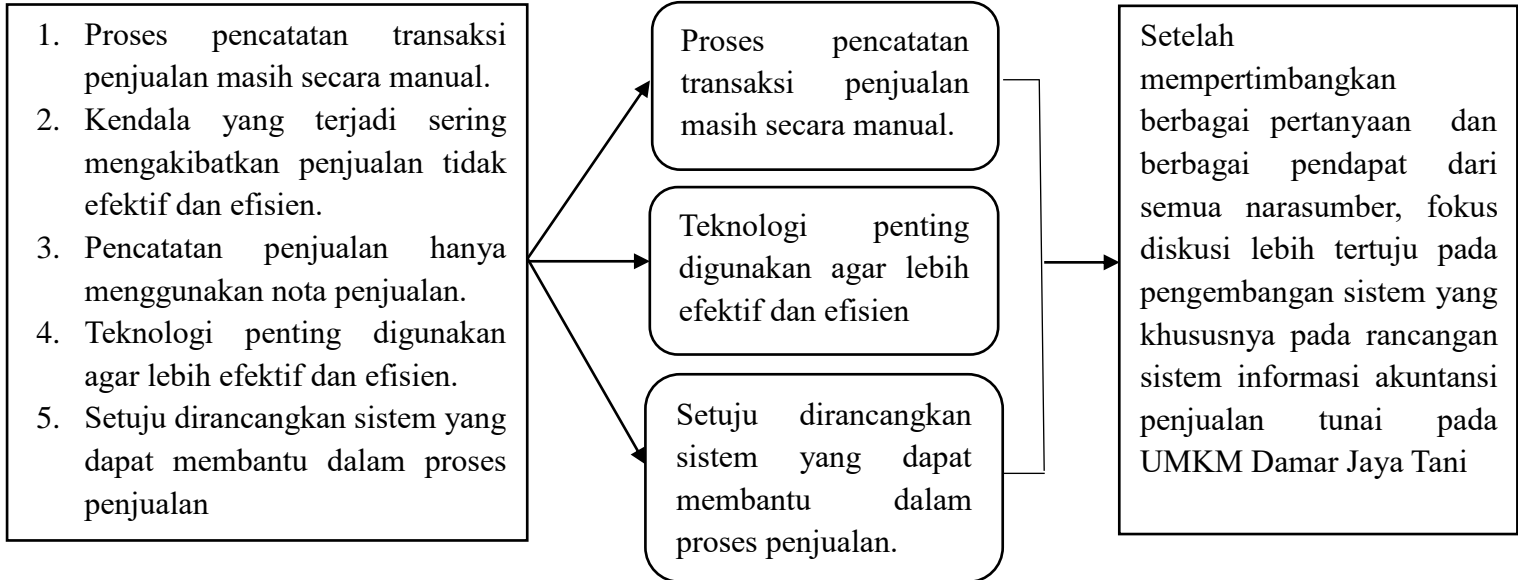 1. Proses pencatatan transaksi
penjualan masih secara manual.
2. Kendala yang terjadi sering
mengakibatkan penjualan tidak
efektif dan efisien.
3. Pencatatan penjualan hanya
menggunakan nota penjualan.
4. Teknologi penting digunakan
agar lebih efektif dan efisien.
5. Setuju dirancangkan sistem yang
dapat membantu dalam proses
penjualan
Proses pencatatan
transaksi penjualan
masih secara manual.
Teknologi penting
digunakan agar lebih
efektif dan efisien
Setuju dirancangkan
sistem yang dapat
membantu dalam
proses penjualan.
Setelah
mempertimbangkan
berbagai pertanyaan dan
berbagai pendapat dari
semua narasumber, fokus
diskusi lebih tertuju pada
pengembangan sistem yang
khususnya pada rancangan
sistem informasi akuntansi
penjualan tunai pada
UMKM Damar Jaya Tani